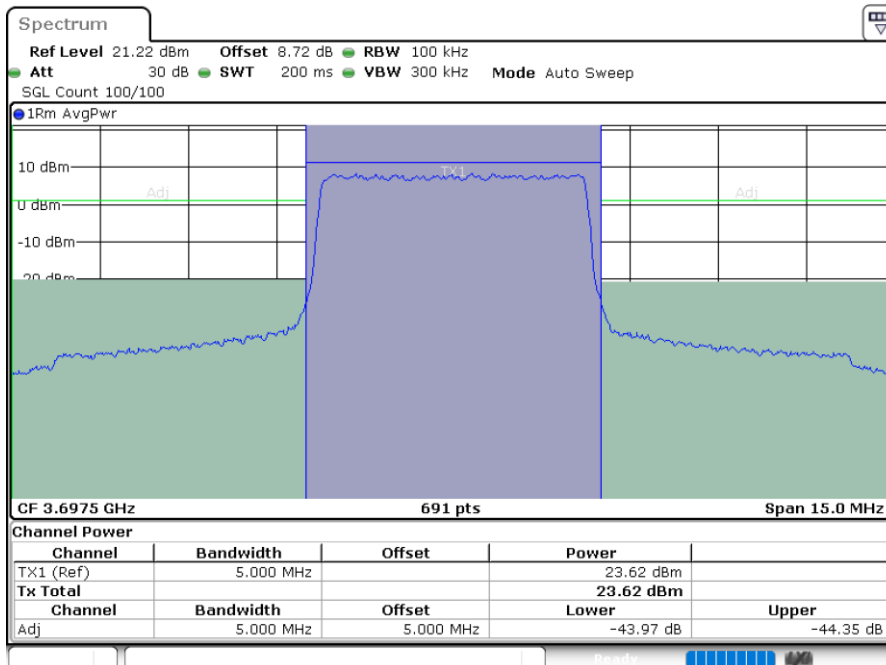 Spectrum
Ref Level 21.22 dBm Offset 8.72 dB RBW 100 kHz
Att 30 dB SWT 200 ms VBW 300 kHz Mode Auto Sweep
SGL Count 100/100
1Rm AvgPwr
10 dBm
TX1
Adj Adj
0 dBm
-10 dBm
-20 dBm
CF 3.6975 GHz 691 pts Span 15.0 MHz
Channel Power
Channel Bandwidth Offset Power
TX1 (Ref) 5.000 MHz 23.62 dBm
Tx Total 23.62 dBm
Channel Bandwidth Offset Lower Upper
Adj 5.000 MHz 5.000 MHz -43.97 dB -44.35 dB
Ready